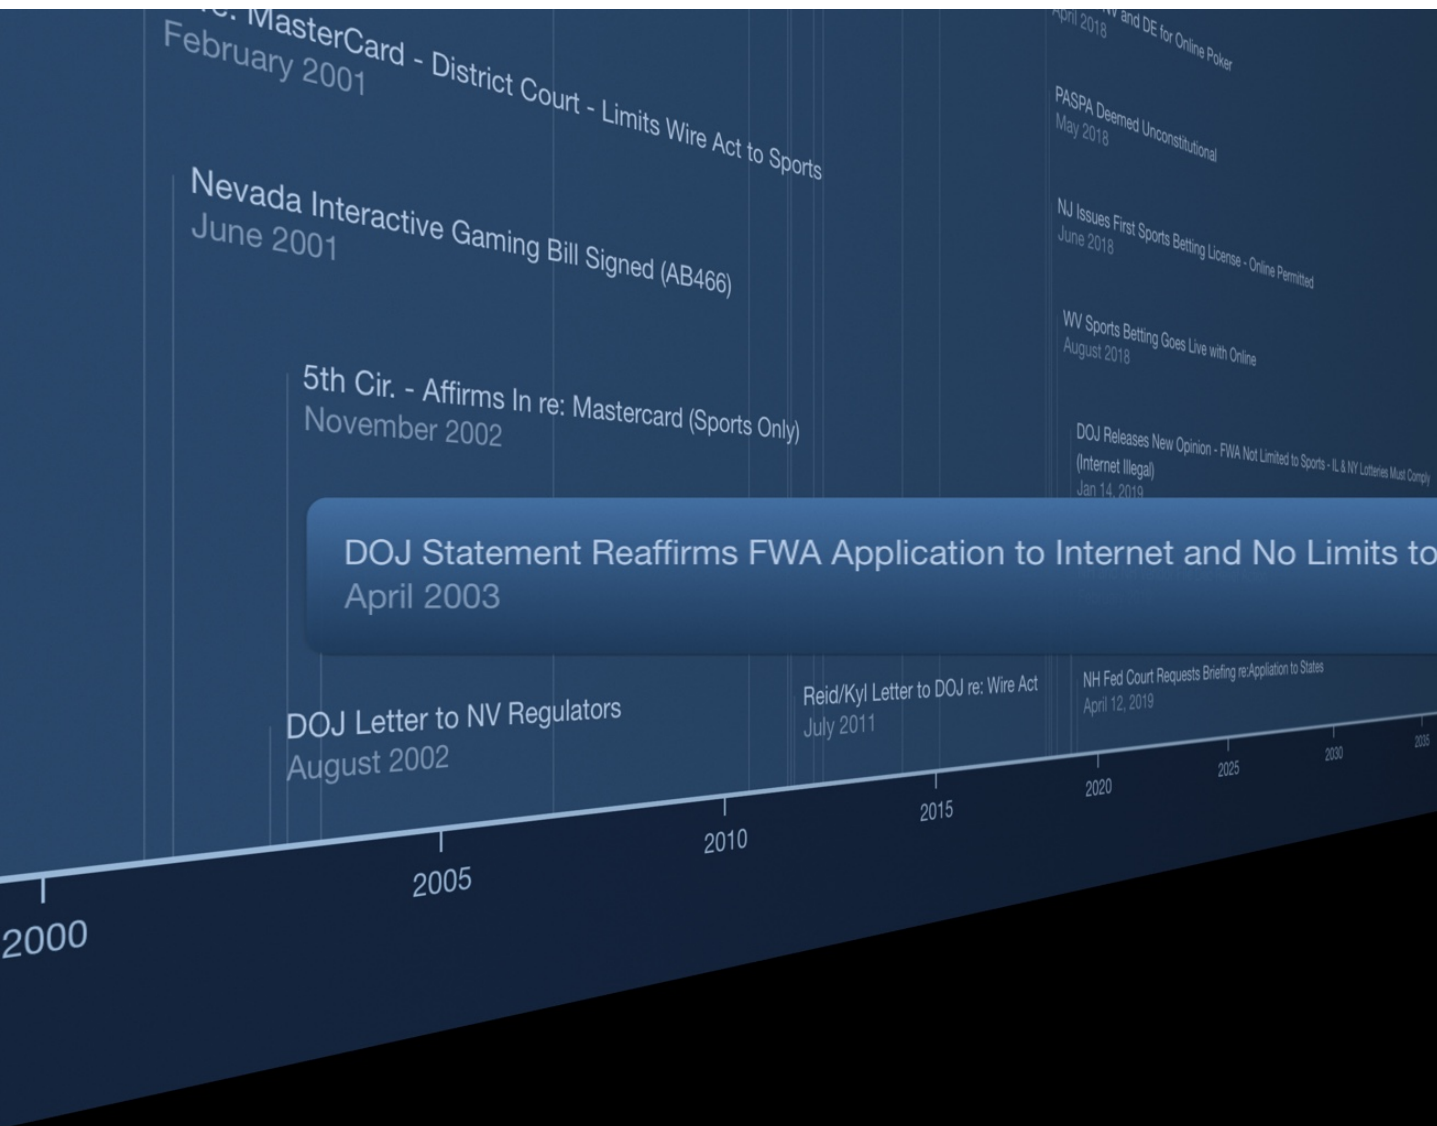 re: MasterCard - District Court - Limits Wire Act to Sports
February 2001
Nevada Interactive Gaming Bill Signed (AB466)
June 2001
5th Cir. - Affirms In re: Mastercard (Sports Only)
November 2002
DOJ Statement Reaffirms FWA Application to Internet and No Limits to
April 2003
DOJ Letter to NV Regulators
August 2002
Reid/Kyl Letter to DOJ re: Wire Act
July 2011
NV and DE for Online Poker
April 2018
PASPA Deemed Unconstitutional
May 2018
NJ Issues First Sports Betting License - Online Permitted
June 2018
WV Sports Betting Goes Live with Online
August 2018
DOJ Releases New Opinion - FWA Not Limited to Sports - IL & NY Lotteries Must Comply
(Internet Illegal)
Jan 14, 2019
NH Fed Court Requests Briefing re:Appliation to States
April 12, 2019
2000
2005
2010
2015
2020
2025
2030
2035